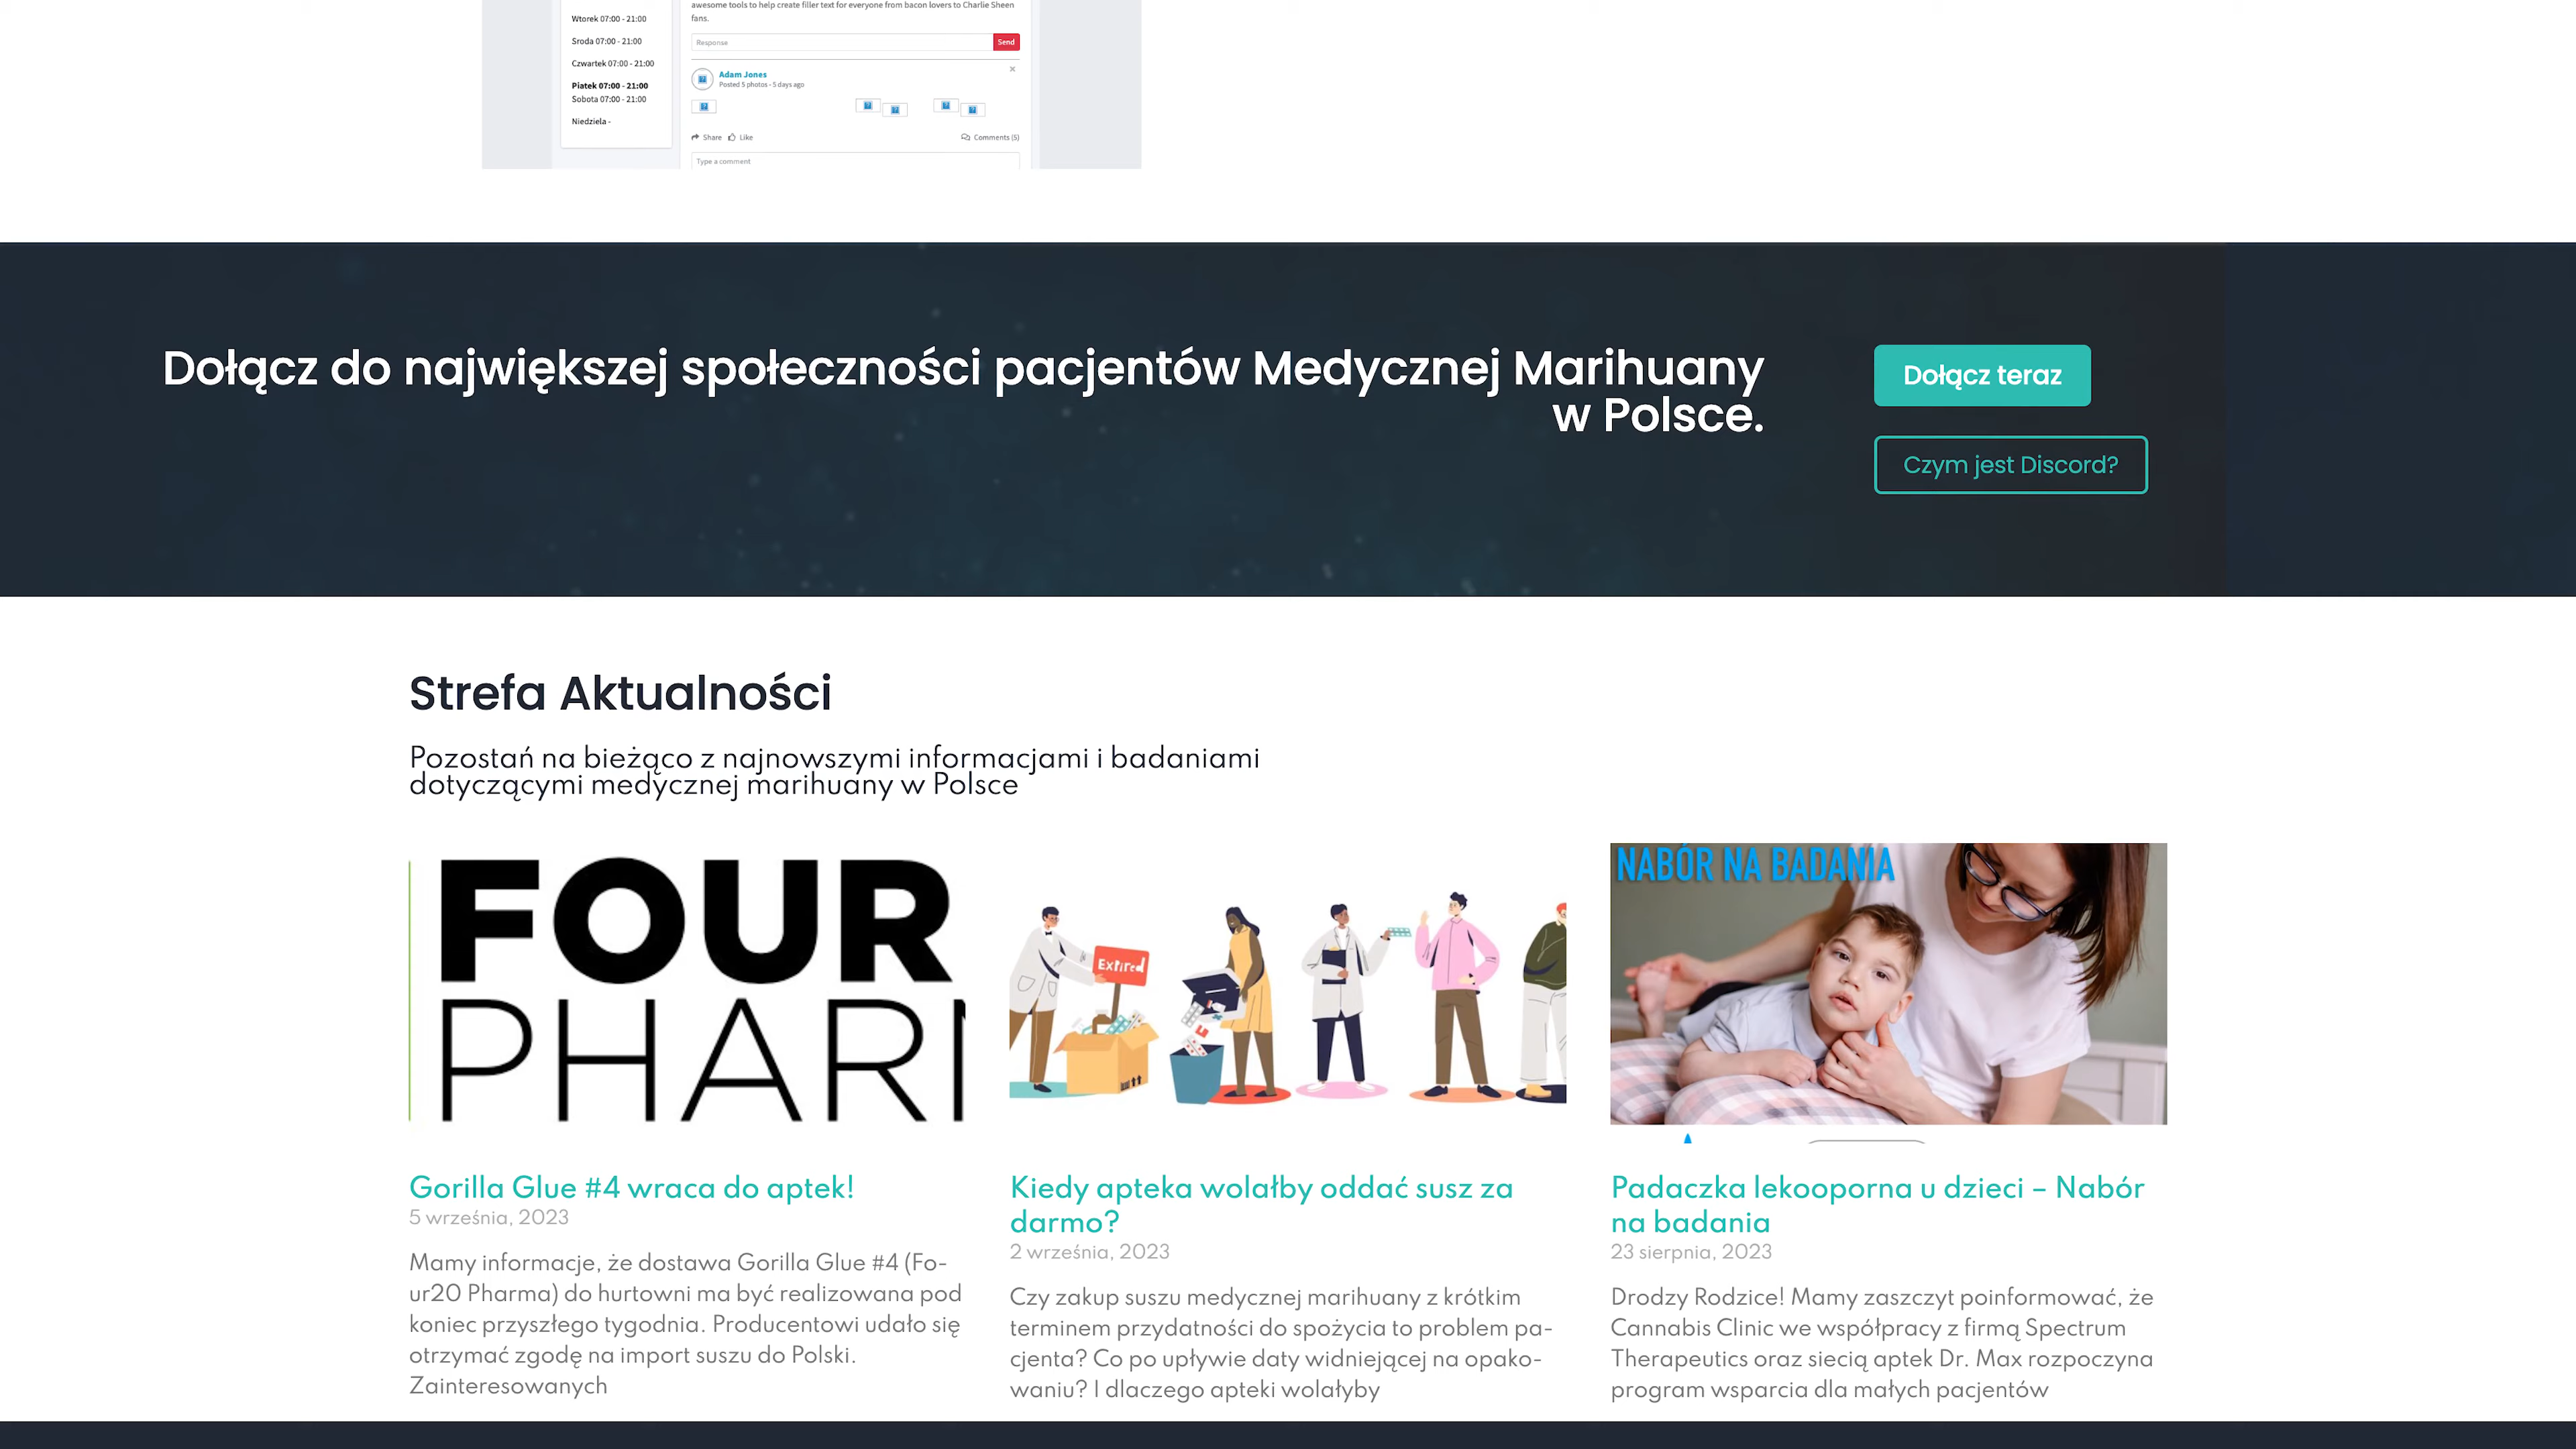 awesome tools to help create filler text for everyone from bacon lovers to Charlie Sheen
fans.
Wtorek 07:00 - 21:00
Sroda 07:00 - 21:00
Czwartek 07:00 - 21:00
Piatek 07:00 - 21:00
Sobota 07:00 - 21:00
Niedziela -
Response
Send
Adam Jones
×
Posted 5 photos - 5 days ago
Share
Like
Comments (5)
Type a comment
Dołącz do największej społeczności pacjentów Medycznej Marihuany
w Polsce.
Dołącz teraz
Czym jest Discord?
Strefa Aktualności
Pozostań na bieżąco z najnowszymi informacjami i badaniami
dotyczącymi medycznej marihuany w Polsce
FOUR
PHARM
Gorilla Glue #4 wraca do aptek!
5 września, 2023
Mamy informacje, że dostawa Gorilla Glue #4 (Fo-
ur20 Pharma) do hurtowni ma być realizowana pod
koniec przyszłego tygodnia. Producentowi udało się
otrzymać zgodę na import suszu do Polski.
Zainteresowanych
Expired
Kiedy apteka wolałby oddać susz za
darmo?
2 września, 2023
Czy zakup suszu medycznej marihuany z krótkim
terminem przydatności do spożycia to problem pa-
cjenta? Co po upływie daty widniejącej na opako-
waniu? I dlaczego apteki wolałyby
NABÓR NA BADANIA
Padaczka lekooporna u dzieci – Nabór
na badania
23 sierpnia, 2023
Drodzy Rodzice! Mamy zaszczyt poinformować, że
Cannabis Clinic we współpracy z firmą Spectrum
Therapeutics oraz siecią aptek Dr. Max rozpoczyna
program wsparcia dla małych pacjentów